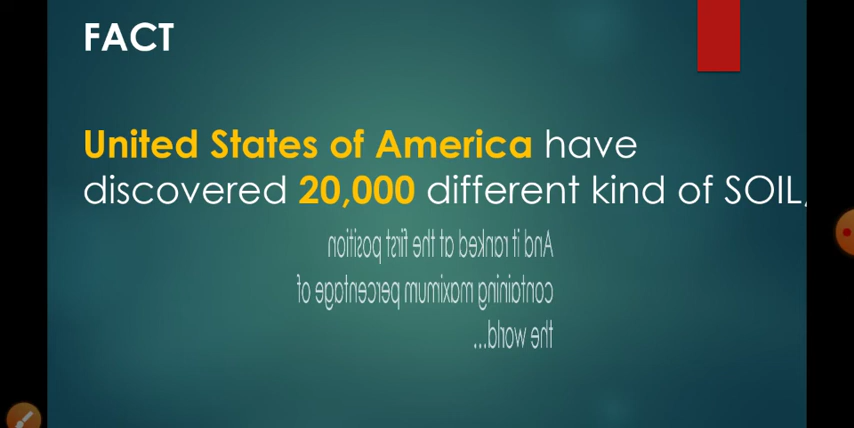 FACT
United States of America have
discovered 20,000 different kind of SOIL,
And it ranked at the first position
containing maximum percentage of
the world...